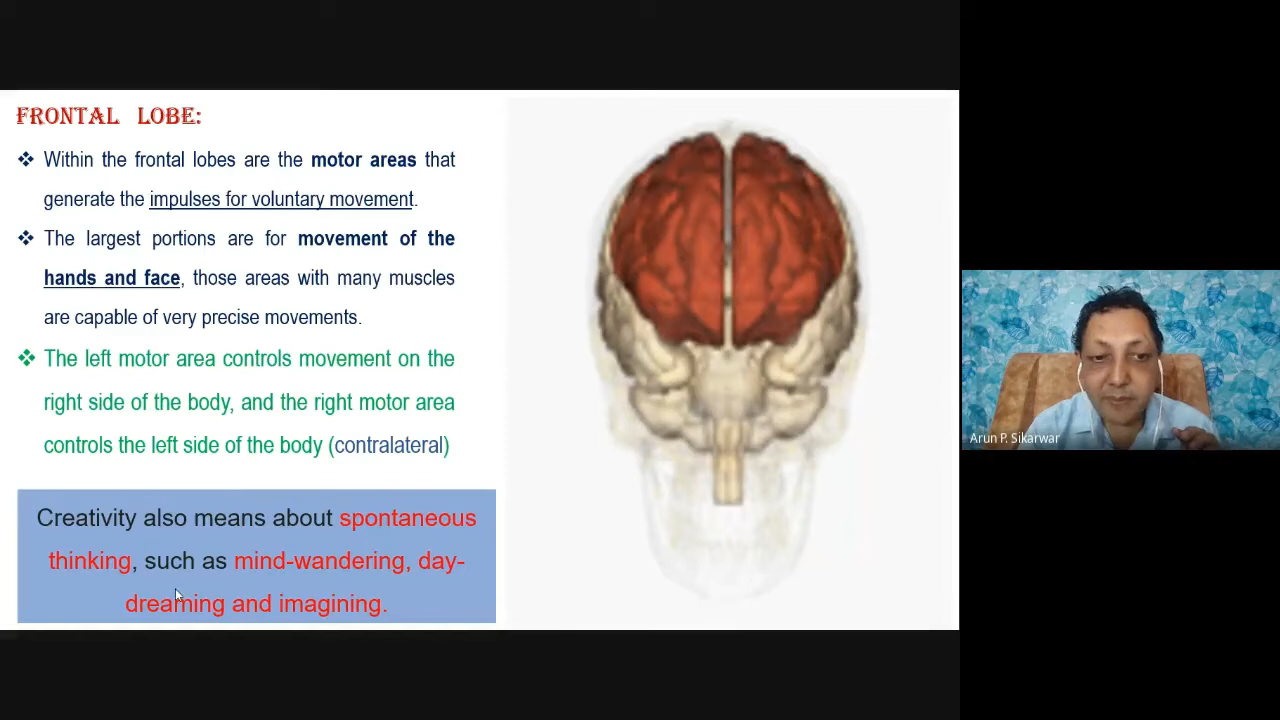 FRONTAL LOBE:
❖ Within the frontal lobes are the motor areas that
generate the impulses for voluntary movement.
❖ The largest portions are for movement of the
hands and face, those areas with many muscles
are capable of very precise movements.
❖ The left motor area controls movement on the
right side of the body, and the right motor area
controls the left side of the body (contralateral)
Creativity also means about spontaneous
thinking, such as mind-wandering, day-
dreaming and imagining.
Arun P. Sikarwar